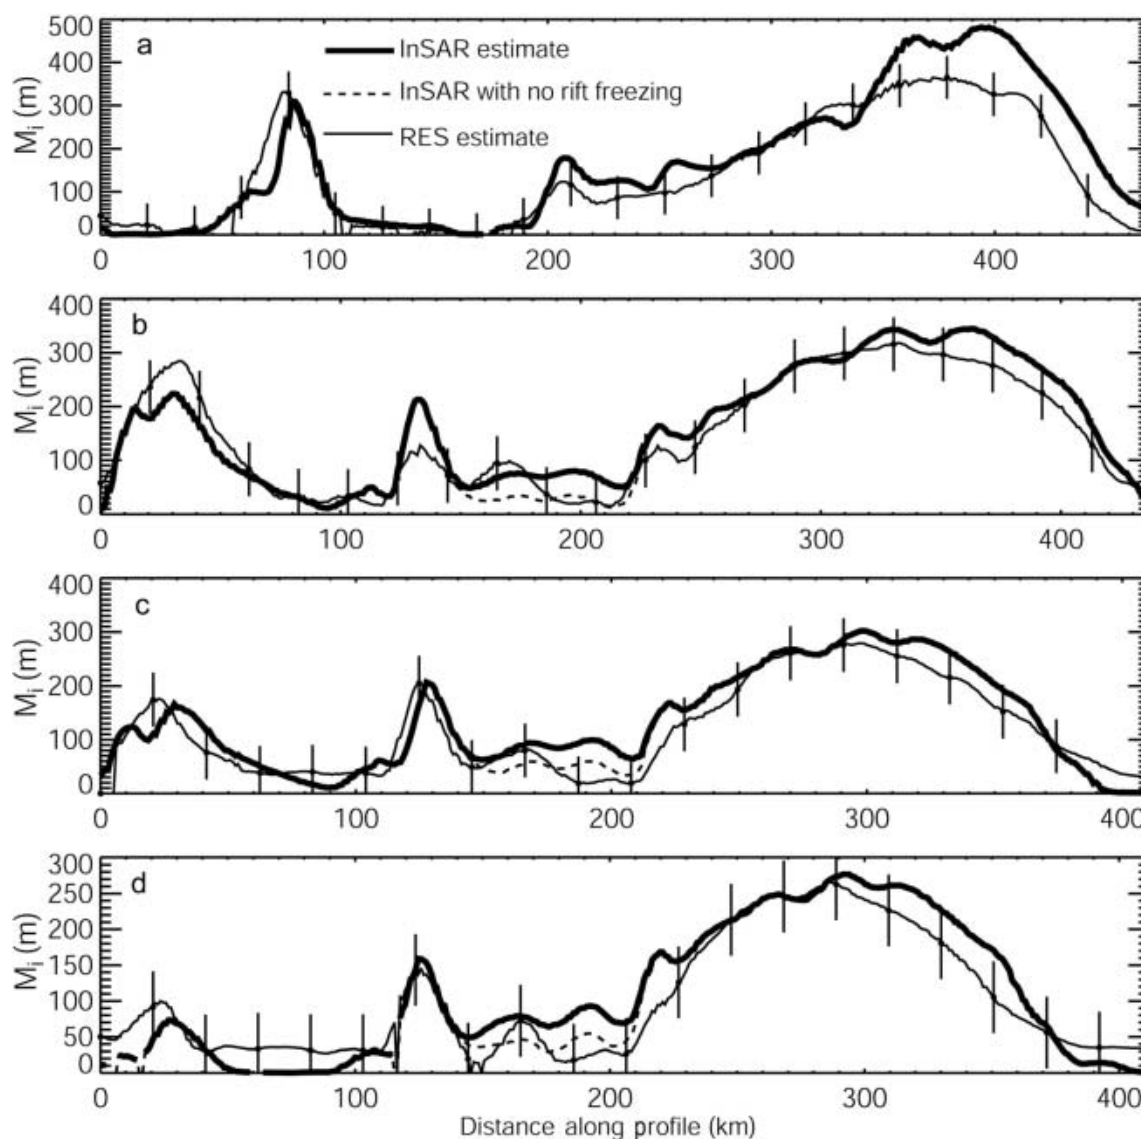 a
InSAR estimate
InSAR with no rift freezing
RES estimate
Mi (m)
500
400
300
200
100
0
0 100 200 300 400
b
Mi (m)
400
300
200
100
0
0 100 200 300 400
c
Mi (m)
400
300
200
100
0
0 100 200 300 400
d
Mi (m)
300
250
200
150
100
50
0
0 100 200 300 400
Distance along profile (km)